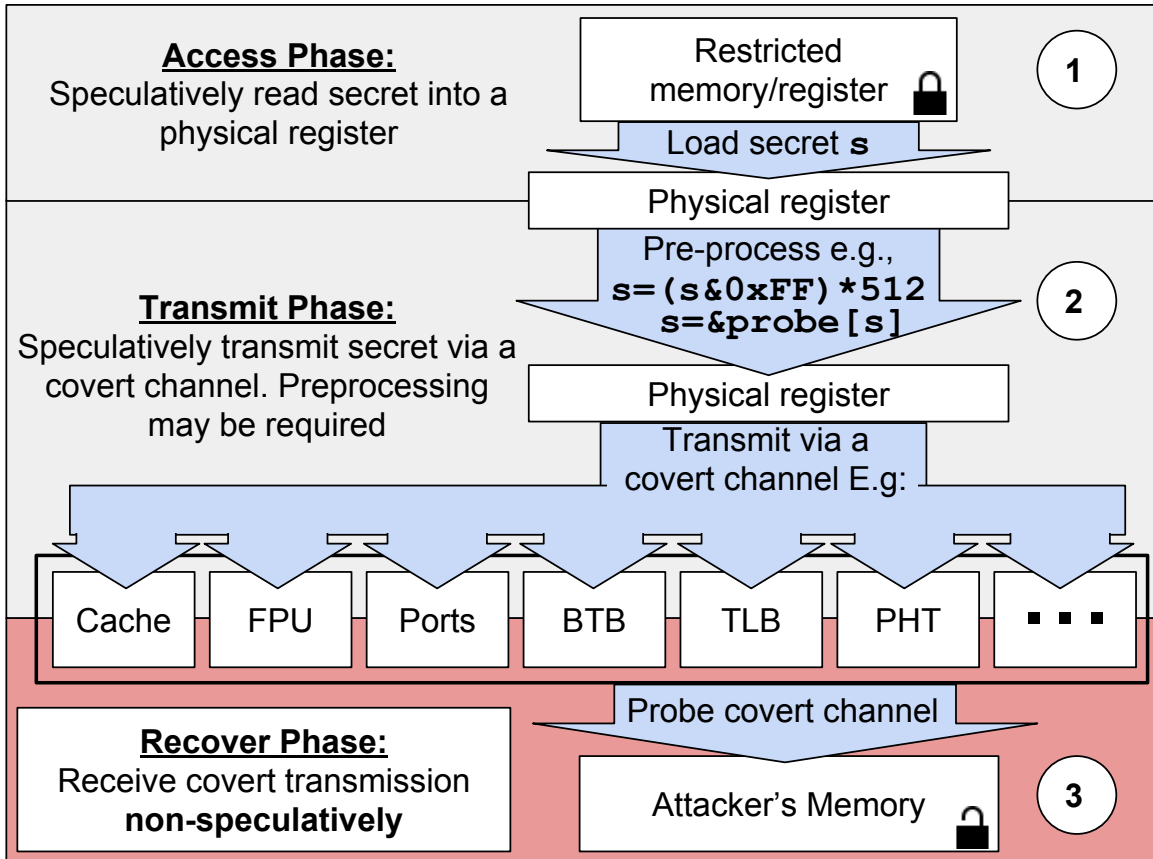 Access Phase:
Speculatively read secret into a
physical register
Restricted
memory/register
1
Load secret s
Physical register
Pre-process e.g.,
s=(s&0xFF)*512
s=&probe[s]
2
Transmit Phase:
Speculatively transmit secret via a
covert channel. Preprocessing
may be required
Physical register
Transmit via a
covert channel E.g:
Cache
FPU
Ports
BTB
TLB
PHT
...
Probe covert channel
Recover Phase:
Receive covert transmission
non-speculatively
Attacker's Memory
3